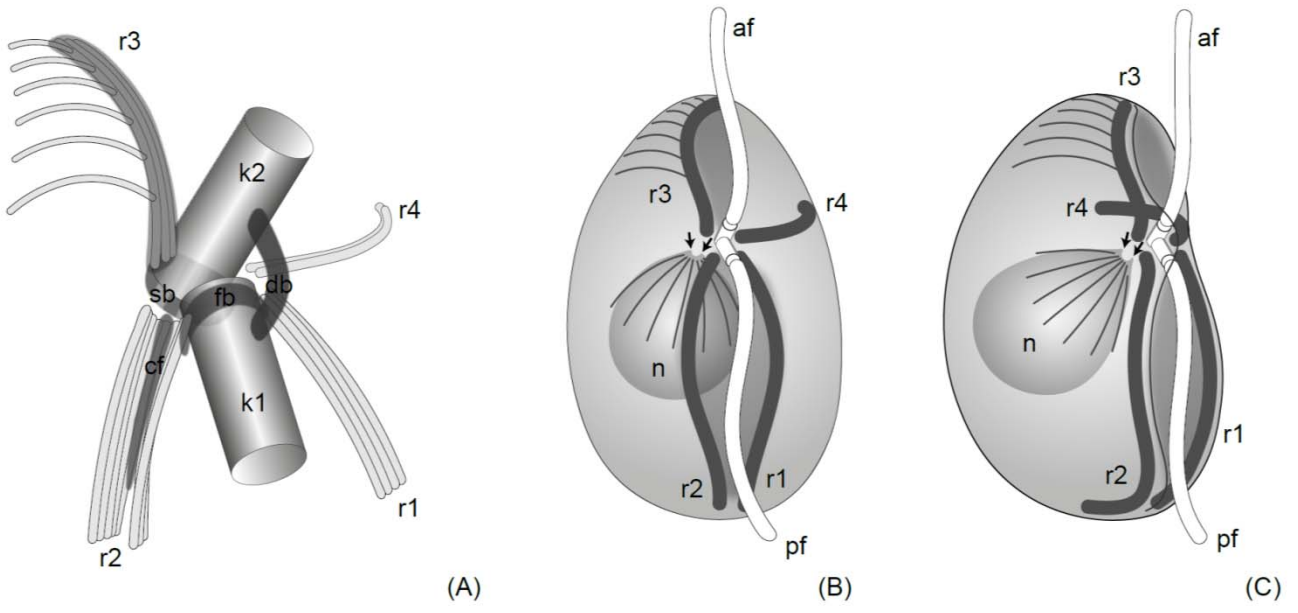 r3
k2
r4
sb
fb
db
cf
k1
r1
r2
(A)
af
r3
r4
n
r2
r1
pf
(B)
af
r3
r4
n
r1
r2
pf
(C)